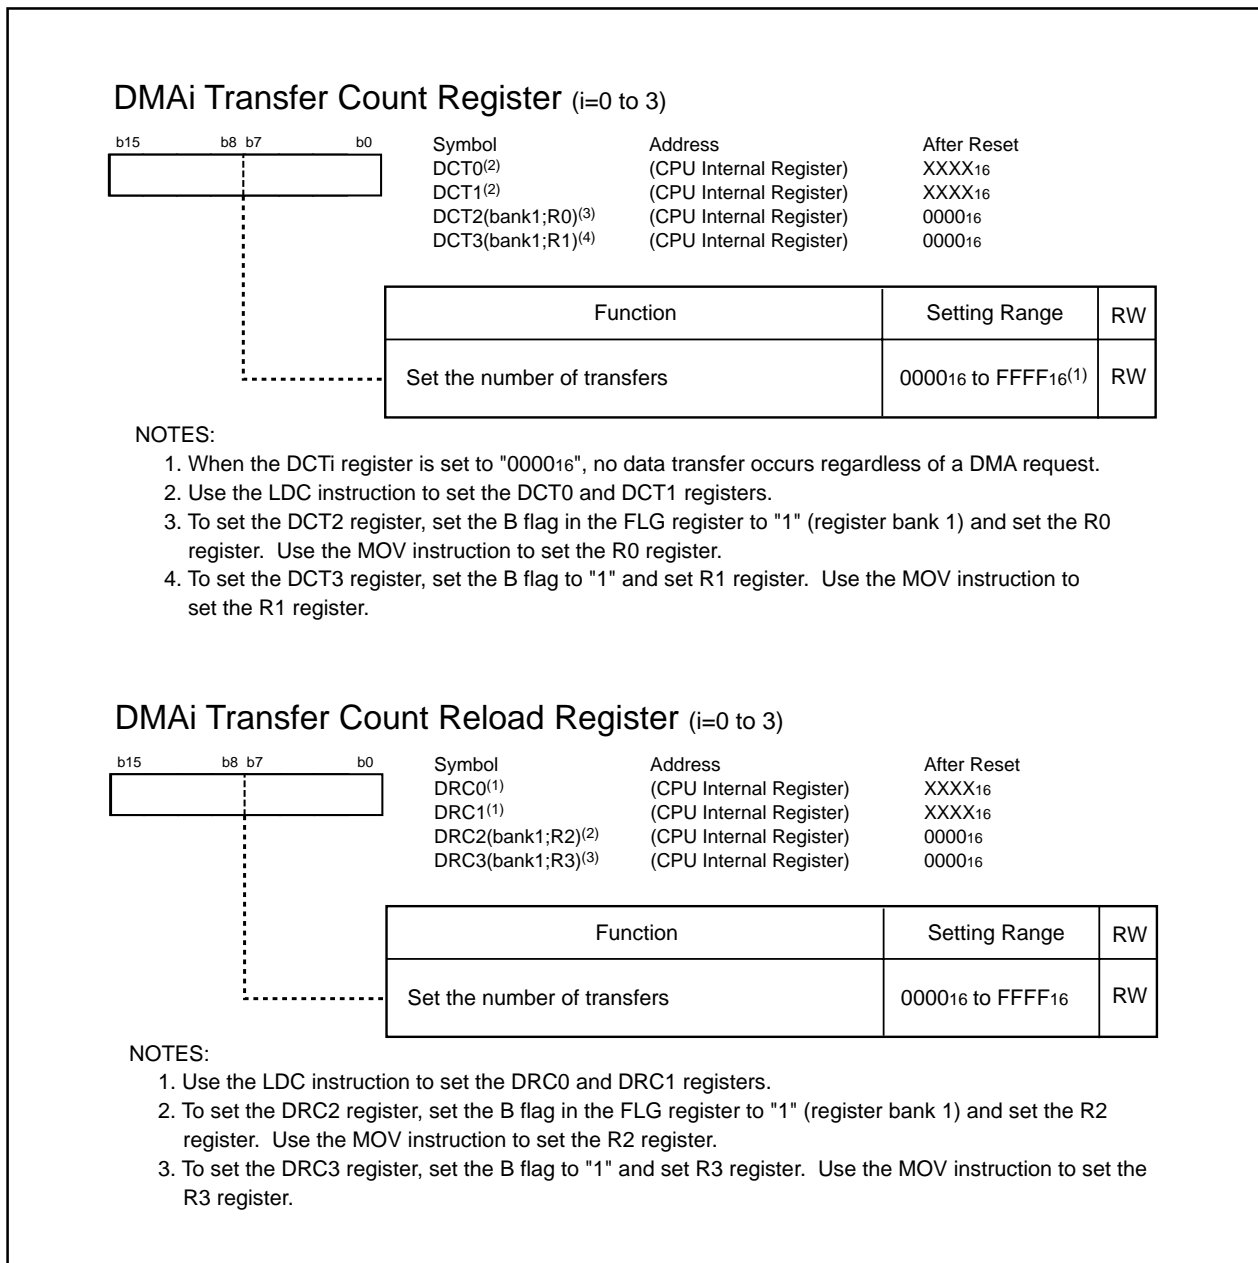 DMAi Transfer Count Register (i=0 to 3)
b15 b8 b7 b0
Symbol Address After Reset
DCT0(2) (CPU Internal Register) XXXX16
DCT1(2) (CPU Internal Register) XXXX16
DCT2(bank1;R0)(3) (CPU Internal Register) 000016
DCT3(bank1;R1)(4) (CPU Internal Register) 000016
Function Setting Range RW
Set the number of transfers 000016 to FFFF16(1) RW
NOTES:
1. When the DCTi register is set to "000016", no data transfer occurs regardless of a DMA request.
2. Use the LDC instruction to set the DCT0 and DCT1 registers.
3. To set the DCT2 register, set the B flag in the FLG register to "1" (register bank 1) and set the R0
register. Use the MOV instruction to set the R0 register.
4. To set the DCT3 register, set the B flag to "1" and set R1 register. Use the MOV instruction to
set the R1 register.
DMAi Transfer Count Reload Register (i=0 to 3)
b15 b8 b7 b0
Symbol Address After Reset
DRC0(1) (CPU Internal Register) XXXX16
DRC1(1) (CPU Internal Register) XXXX16
DRC2(bank1;R2)(2) (CPU Internal Register) 000016
DRC3(bank1;R3)(3) (CPU Internal Register) 000016
Function Setting Range RW
Set the number of transfers 000016 to FFFF16 RW
NOTES:
1. Use the LDC instruction to set the DRC0 and DRC1 registers.
2. To set the DRC2 register, set the B flag in the FLG register to "1" (register bank 1) and set the R2
register. Use the MOV instruction to set the R2 register.
3. To set the DRC3 register, set the B flag to "1" and set R3 register. Use the MOV instruction to set the
R3 register.